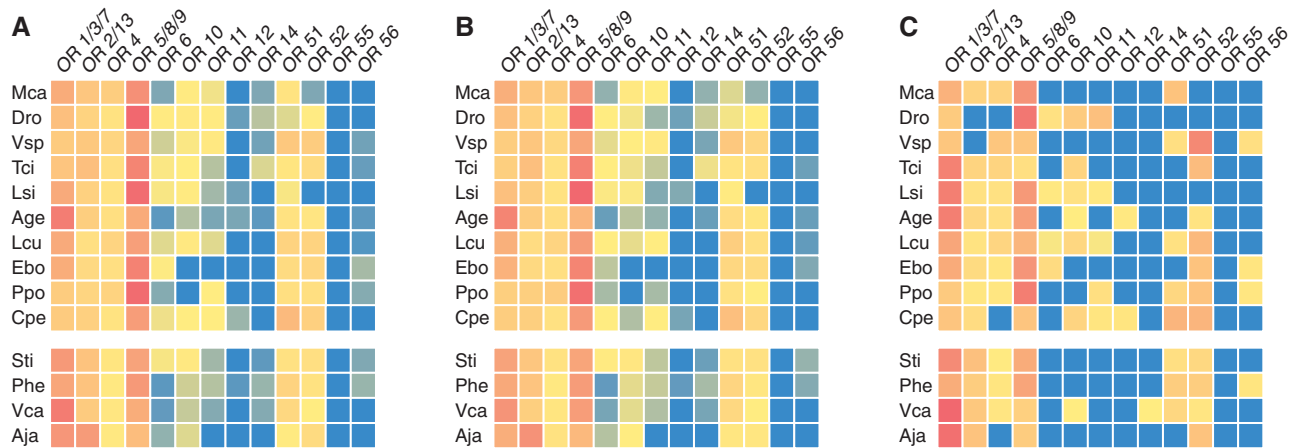 A
OR 1/3/7
OR 2/13
OR 4
OR 5/8/9
OR 6
OR 10
OR 11
OR 12
OR 14
OR 51
OR 52
OR 55
OR 56
Mca
Dro
Vsp
Tci
Lsi
Age
Lcu
Ebo
Ppo
Cpe
Sti
Phe
Vca
Aja
B
OR 1/3/7
OR 2/13
OR 4
OR 5/8/9
OR 6
OR 10
OR 11
OR 12
OR 14
OR 51
OR 52
OR 55
OR 56
Mca
Dro
Vsp
Tci
Lsi
Age
Lcu
Ebo
Ppo
Cpe
Sti
Phe
Vca
Aja
C
OR 1/3/7
OR 2/13
OR 4
OR 5/8/9
OR 6
OR 10
OR 11
OR 12
OR 14
OR 51
OR 52
OR 55
OR 56
Mca
Dro
Vsp
Tci
Lsi
Age
Lcu
Ebo
Ppo
Cpe
Sti
Phe
Vca
Aja